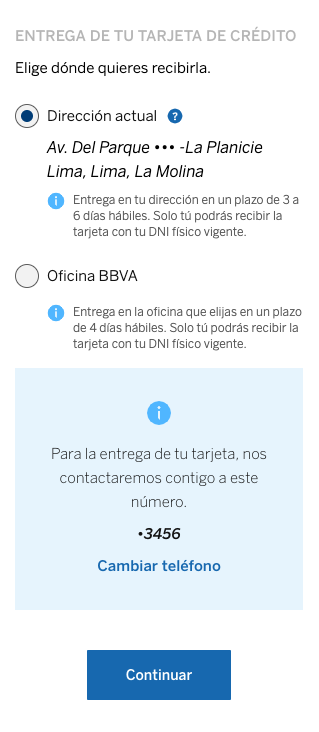 ENTREGA DE TU TARJETA DE CRÉDITO
Elige dónde quieres recibirla.
Dirección actual ?
Av. Del Parque ••• -La Planicie
Lima, Lima, La Molina
Entrega en tu dirección en un plazo de 3 a
6 días hábiles. Solo tú podrás recibir la
tarjeta con tu DNI físico vigente.
Oficina BBVA
Entrega en la oficina que elijas en un plazo
de 4 días hábiles. Solo tú podrás recibir la
tarjeta con tu DNI físico vigente.
Para la entrega de tu tarjeta, nos
contactaremos contigo a este
número.
•3456
Cambiar teléfono
Continuar